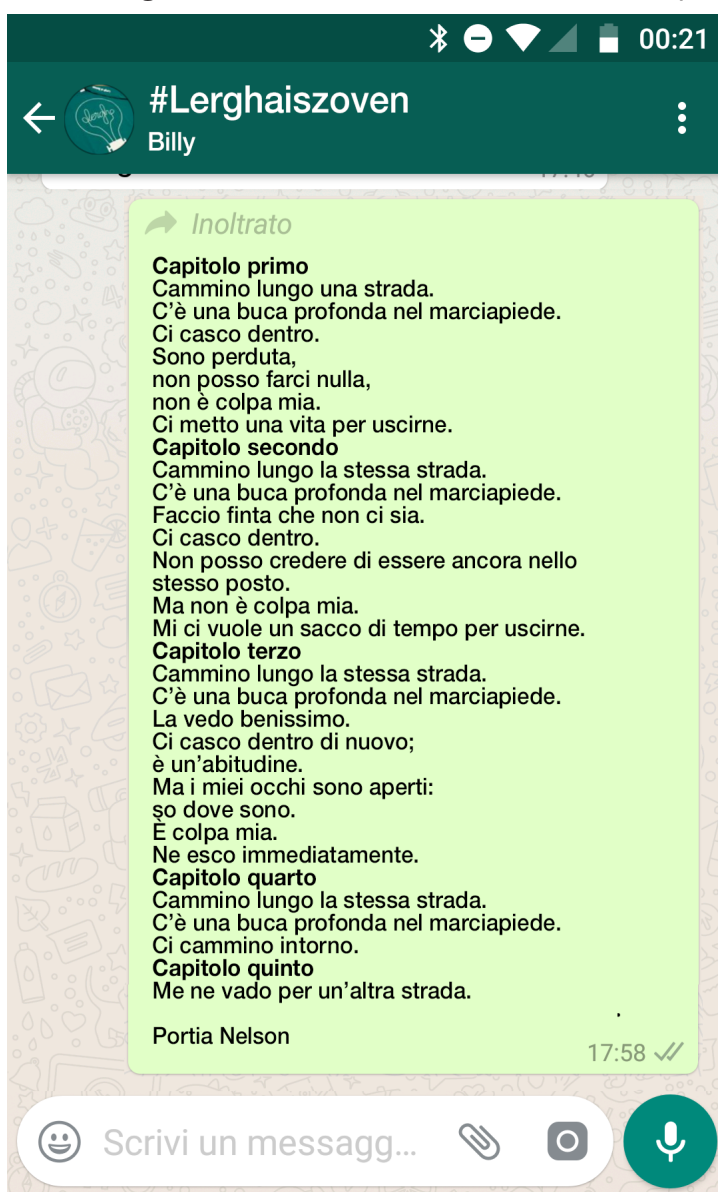 00:21
#Lerghaiszoven
Billy
Inoltrato
Capitolo primo
Cammino lungo una strada.
C'è una buca profonda nel marciapiede.
Ci casco dentro.
Sono perduta,
non posso farci nulla,
non è colpa mia.
Ci metto una vita per uscirne.
Capitolo secondo
Cammino lungo la stessa strada.
C'è una buca profonda nel marciapiede.
Faccio finta che non ci sia.
Ci casco dentro.
Non posso credere di essere ancora nello
stesso posto.
Ma non è colpa mia.
Mi ci vuole un sacco di tempo per uscirne.
Capitolo terzo
Cammino lungo la stessa strada.
C'è una buca profonda nel marciapiede.
La vedo benissimo.
Ci casco dentro di nuovo;
è un'abitudine.
Ma i miei occhi sono aperti:
so dove sono.
È colpa mia.
Ne esco immediatamente.
Capitolo quarto
Cammino lungo la stessa strada.
C'è una buca profonda nel marciapiede.
Ci cammino intorno.
Capitolo quinto
Me ne vado per un'altra strada.
.
Portia Nelson
17:58
Scrivi un messagg...